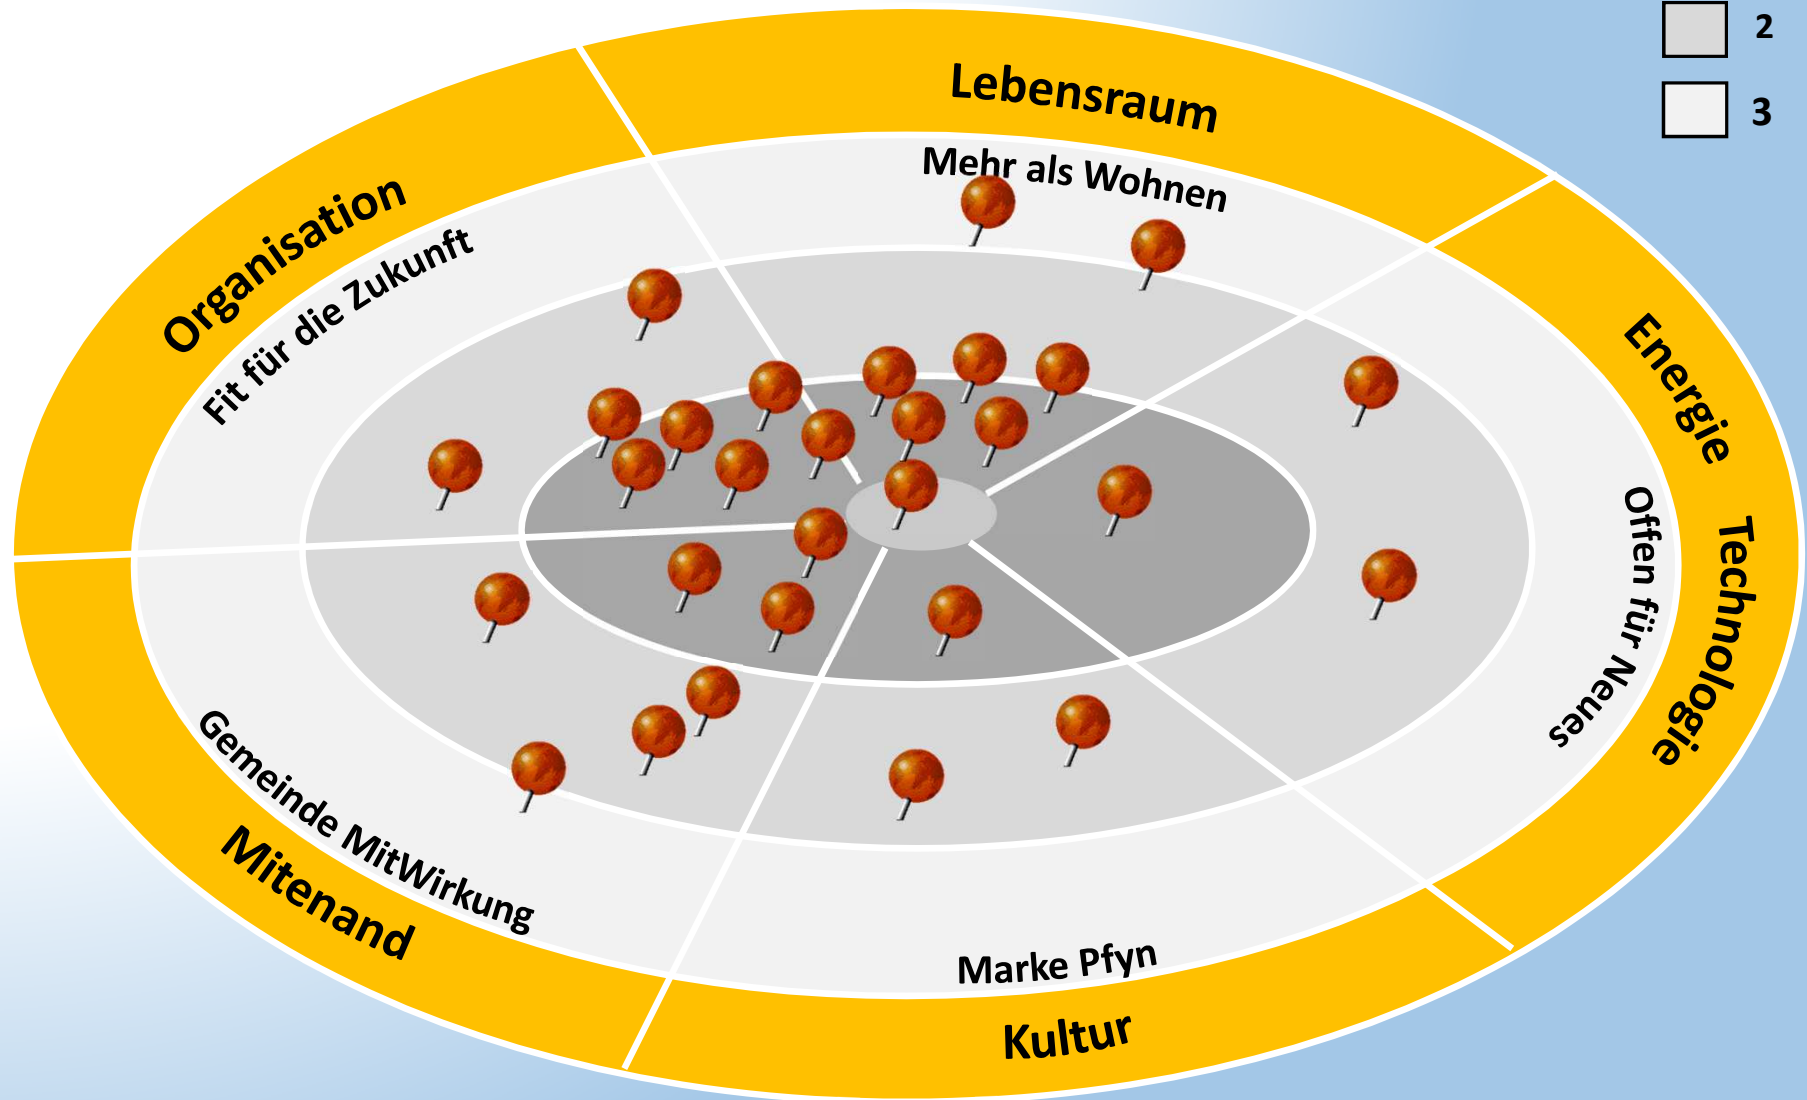 2
3
Lebensraum
Mehr als Wohnen
Organisation
Fit für die Zukunft
Energie
Technologie
Offen für Neues
Gemeinde MitWirkung
Mitenand
Marke Pfyn
Kultur